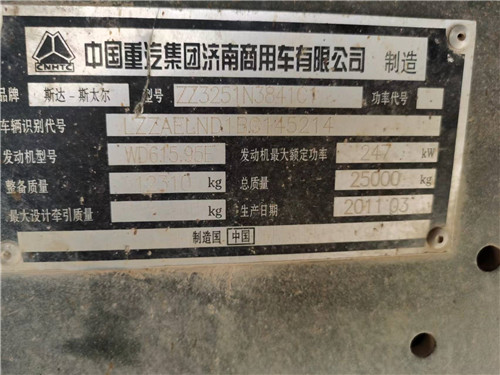 CNHTC 中国重汽集团济南商用车有限公司 制造
品牌 斯达-斯太尔 型号 功率代号
车辆识别代号
发动机型号 发动机最大额定功率 247 kW
整备质量 kg 总质量 25000 kg
最大设计牵引质量 kg 生产日期 2011.03
制造国 中国